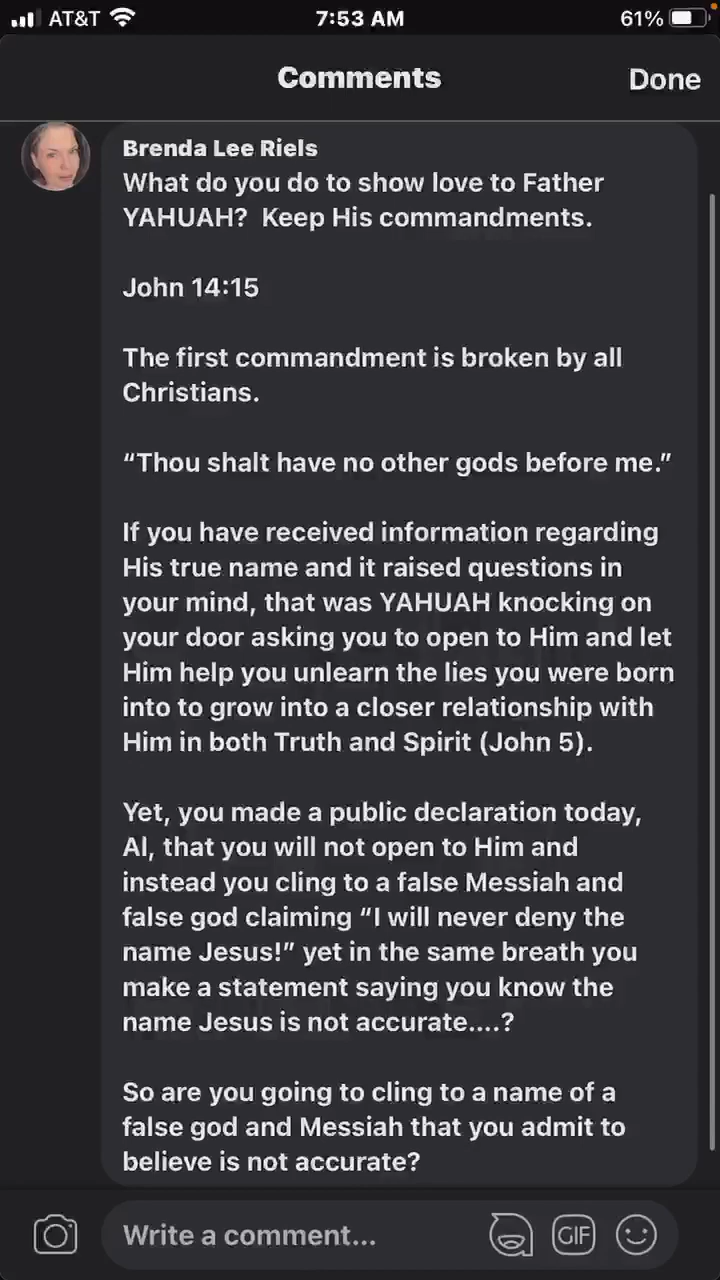 AT&T 7:53 AM 61%
Comments Done
Brenda Lee Riels
What do you do to show love to Father
YAHUAH?  Keep His commandments.
John 14:15
The first commandment is broken by all
Christians.
“Thou shalt have no other gods before me.”
If you have received information regarding
His true name and it raised questions in
your mind, that was YAHUAH knocking on
your door asking you to open to Him and let
Him help you unlearn the lies you were born
into to grow into a closer relationship with
Him in both Truth and Spirit (John 5).
Yet, you made a public declaration today,
Al, that you will not open to Him and
instead you cling to a false Messiah and
false god claiming “I will never deny the
name Jesus!” yet in the same breath you
make a statement saying you know the
name Jesus is not accurate....?
So are you going to cling to a name of a
false god and Messiah that you admit to
believe is not accurate?
Write a comment... GIF